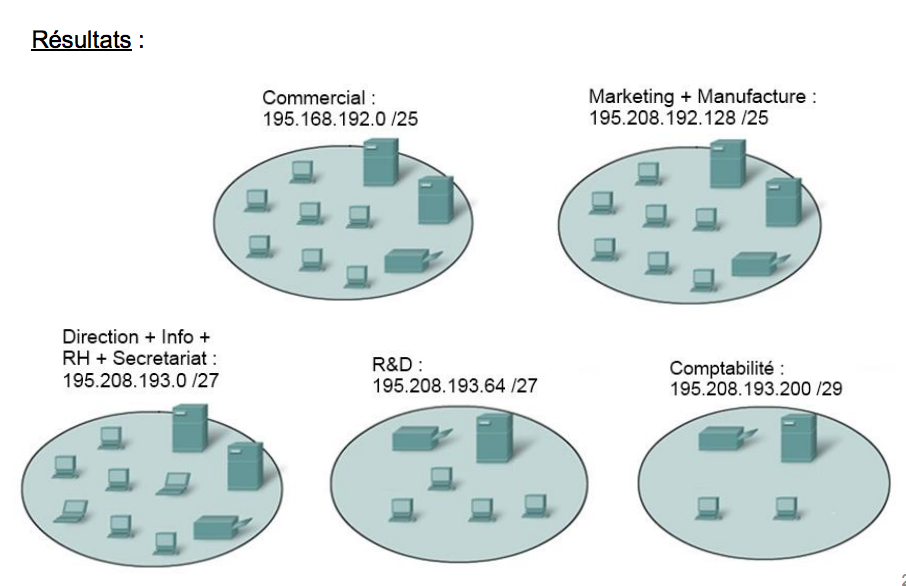 Résultats :
Commercial :
195.168.192.0 /25
Marketing + Manufacture :
195.208.192.128 /25
Direction + Info +
RH + Secretariat :
195.208.193.0 /27
R&D :
195.208.193.64 /27
Comptabilité :
195.208.193.200 /29